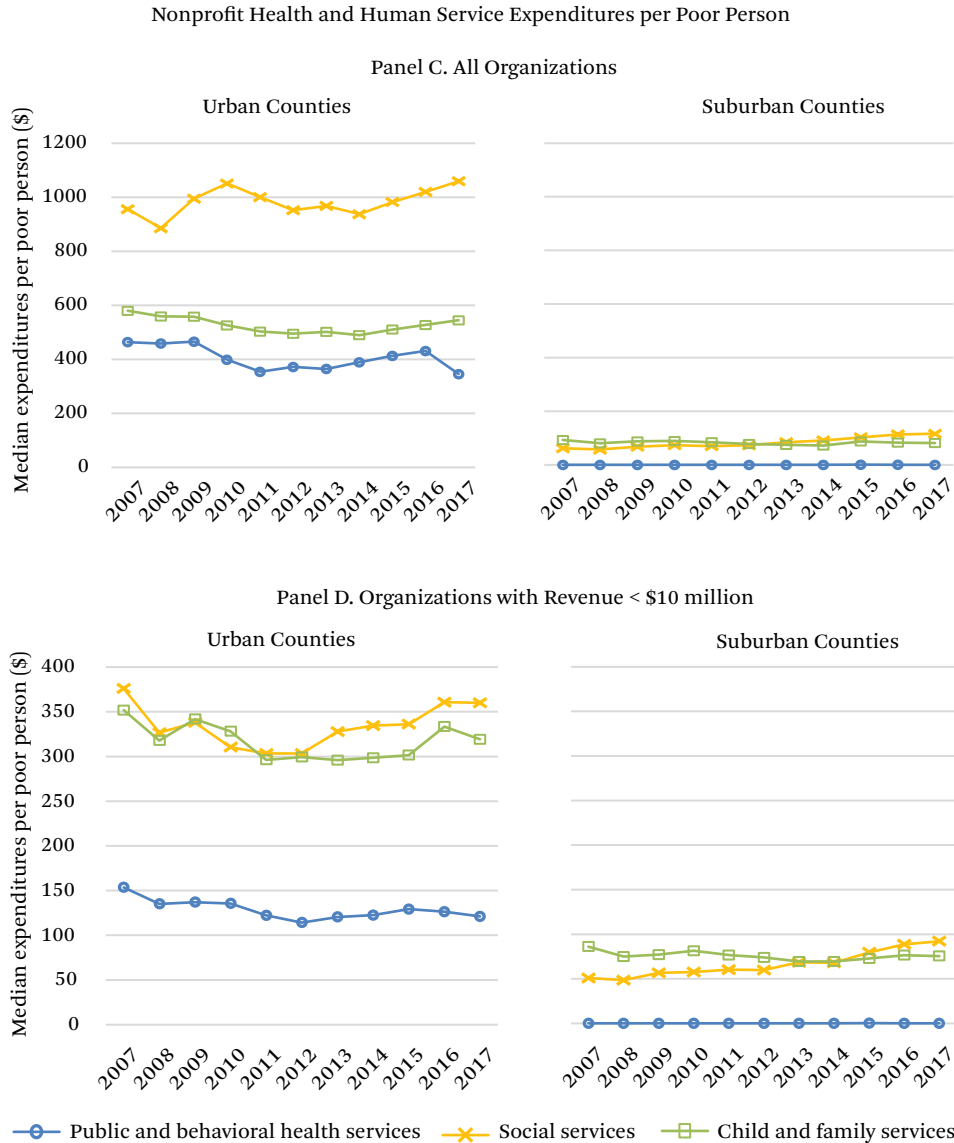 Nonprofit Health and Human Service Expenditures per Poor Person
Panel C. All Organizations
Urban Counties
Suburban Counties
Median expenditures per poor person ($)
1200
1000
800
600
400
200
0
2007 2008 2009 2010 2011 2012 2013 2014 2015 2016 2017
2007 2008 2009 2010 2011 2012 2013 2014 2015 2016 2017
Panel D. Organizations with Revenue < $10 million
Urban Counties
Suburban Counties
Median expenditures per poor person ($)
400
350
300
250
200
150
100
50
0
2007 2008 2009 2010 2011 2012 2013 2014 2015 2016 2017
2007 2008 2009 2010 2011 2012 2013 2014 2015 2016 2017
Public and behavioral health services Social services Child and family services